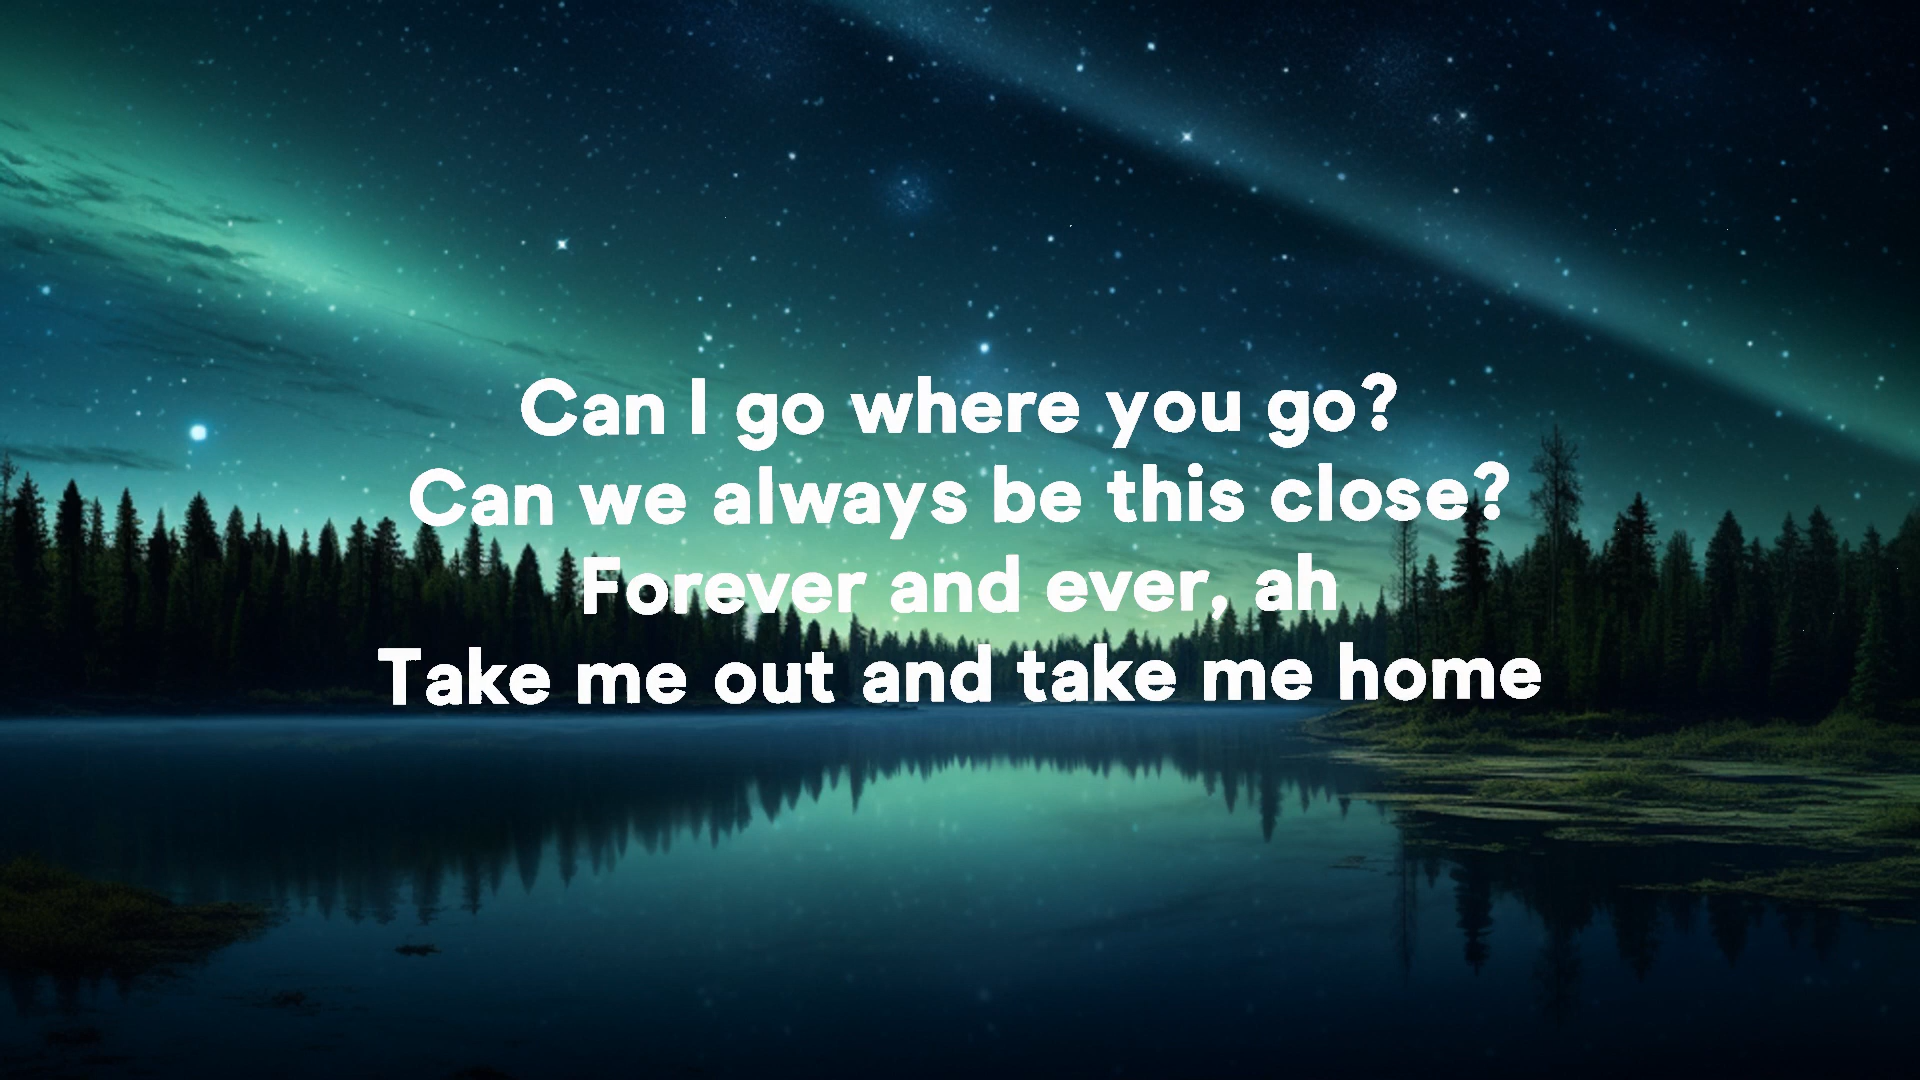 Can I go where you go?
Can we always be this close?
Forever and ever, ah
Take me out and take me home